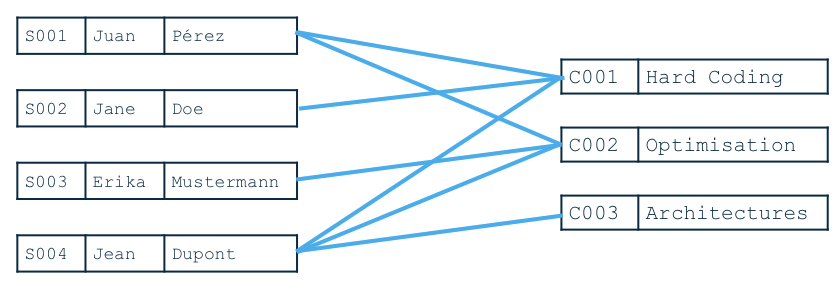 S001 Juan Pérez
S002 Jane Doe
S003 Erika Mustermann
S004 Jean Dupont
C001 Hard Coding
C002 Optimisation
C003 Architectures